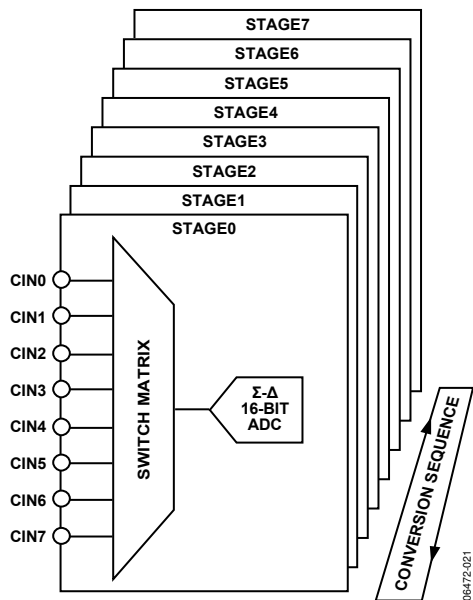 STAGE7
STAGE6
STAGE5
STAGE4
STAGE3
STAGE2
STAGE1
STAGE0
CIN0
CIN1
CIN2
CIN3
CIN4
CIN5
CIN6
CIN7
SWITCH MATRIX
Σ-Δ
16-BIT
ADC
CONVERSION SEQUENCE
06472-021